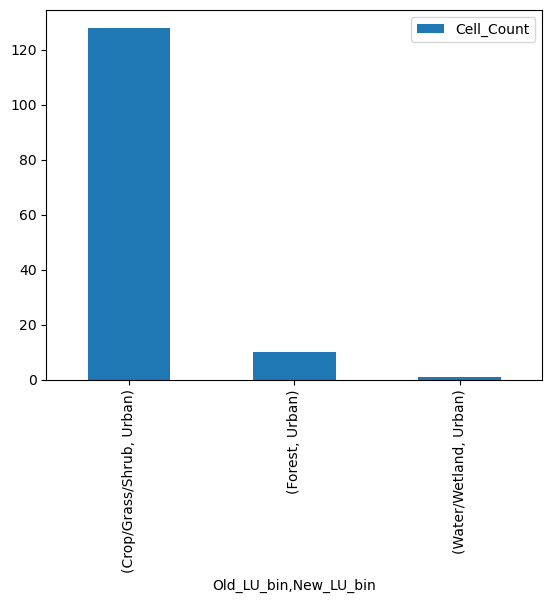 Cell_Count
120
100
80
60
40
20
0
(Crop/Grass/Shrub, Urban)
(Forest, Urban)
(Water/Wetland, Urban)
Old_LU_bin,New_LU_bin